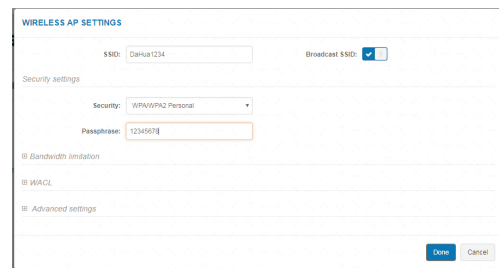 WIRELESS AP SETTINGS
SSID: DaHua1234 Broadcast SSID:
Security settings
Security: WPA/WPA2 Personal
Passphrase: 12345678
Bandwidth limitation
WACL
Advanced settings
Done Cancel